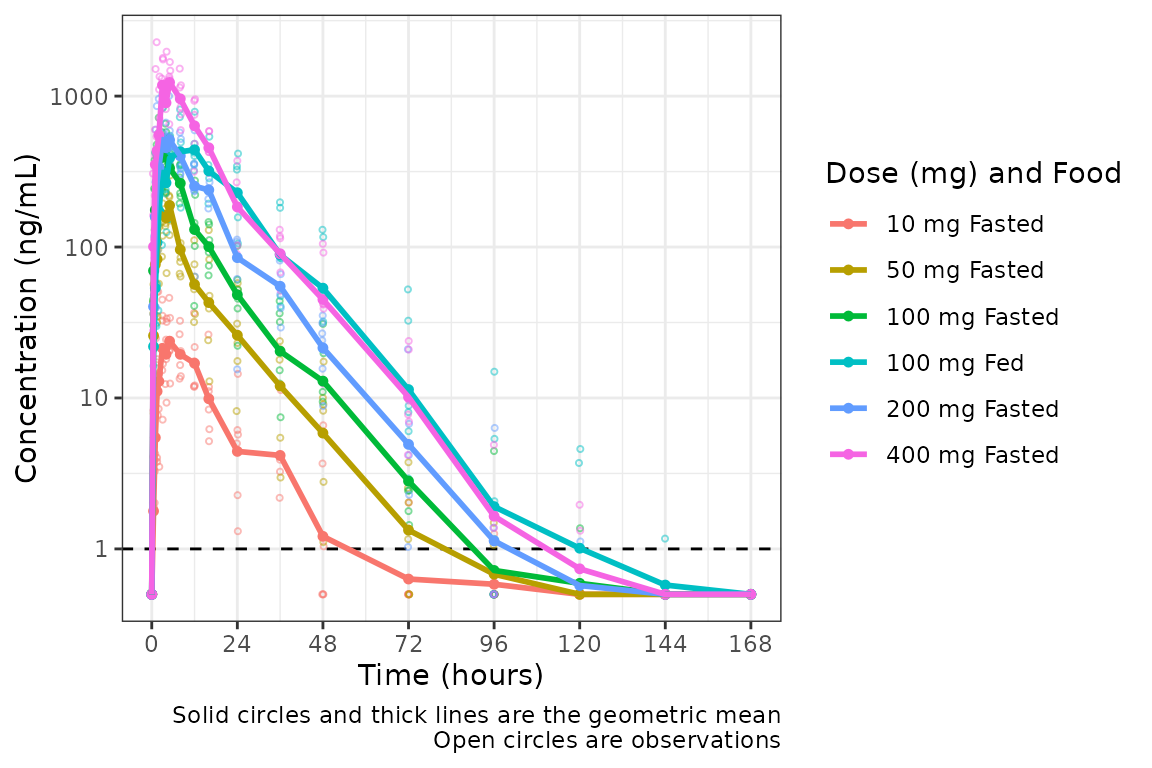 Concentration (ng/mL)
1000
100
10
1
0 24 48 72 96 120 144 168
Time (hours)
Solid circles and thick lines are the geometric mean
Open circles are observations
Dose (mg) and Food
10 mg Fasted
50 mg Fasted
100 mg Fasted
100 mg Fed
200 mg Fasted
400 mg Fasted